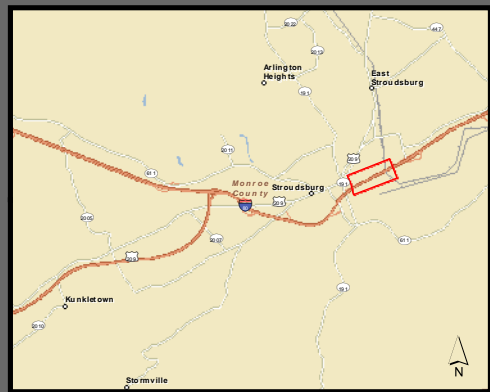 2022
447
2013
Arlington
Heights
East
Stroudsburg
191
2011
209
611
Monroe
County
Stroudsburg
191
209
80
2005
2007
611
209
191
Kunkletown
2010
Stormville
N